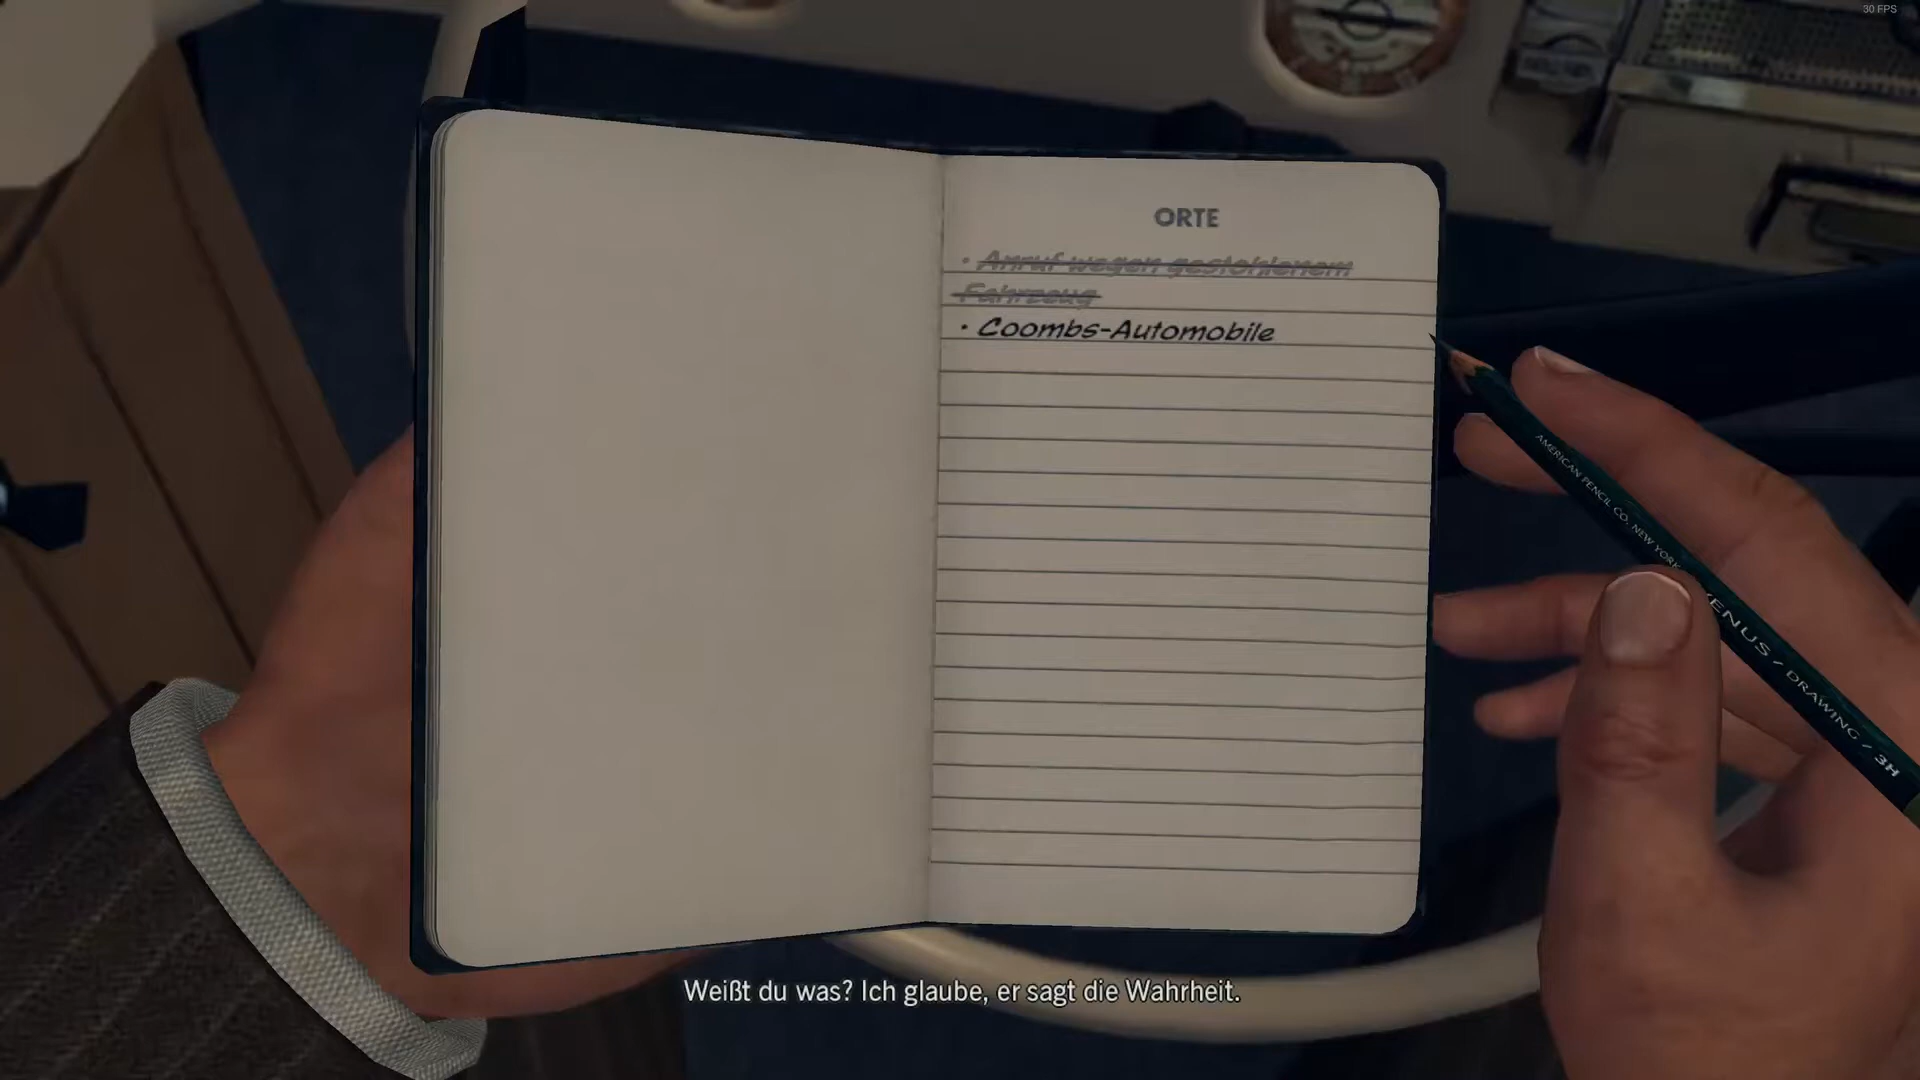 30 FPS
ORTE
• Anruf wegen gestohlenem
Fahrzeug
• Coombs-Automobile
AMERICAN PENCIL CO. NEW YORK
VENUS / DRAWING / 3H
Weißt du was? Ich glaube, er sagt die Wahrheit.